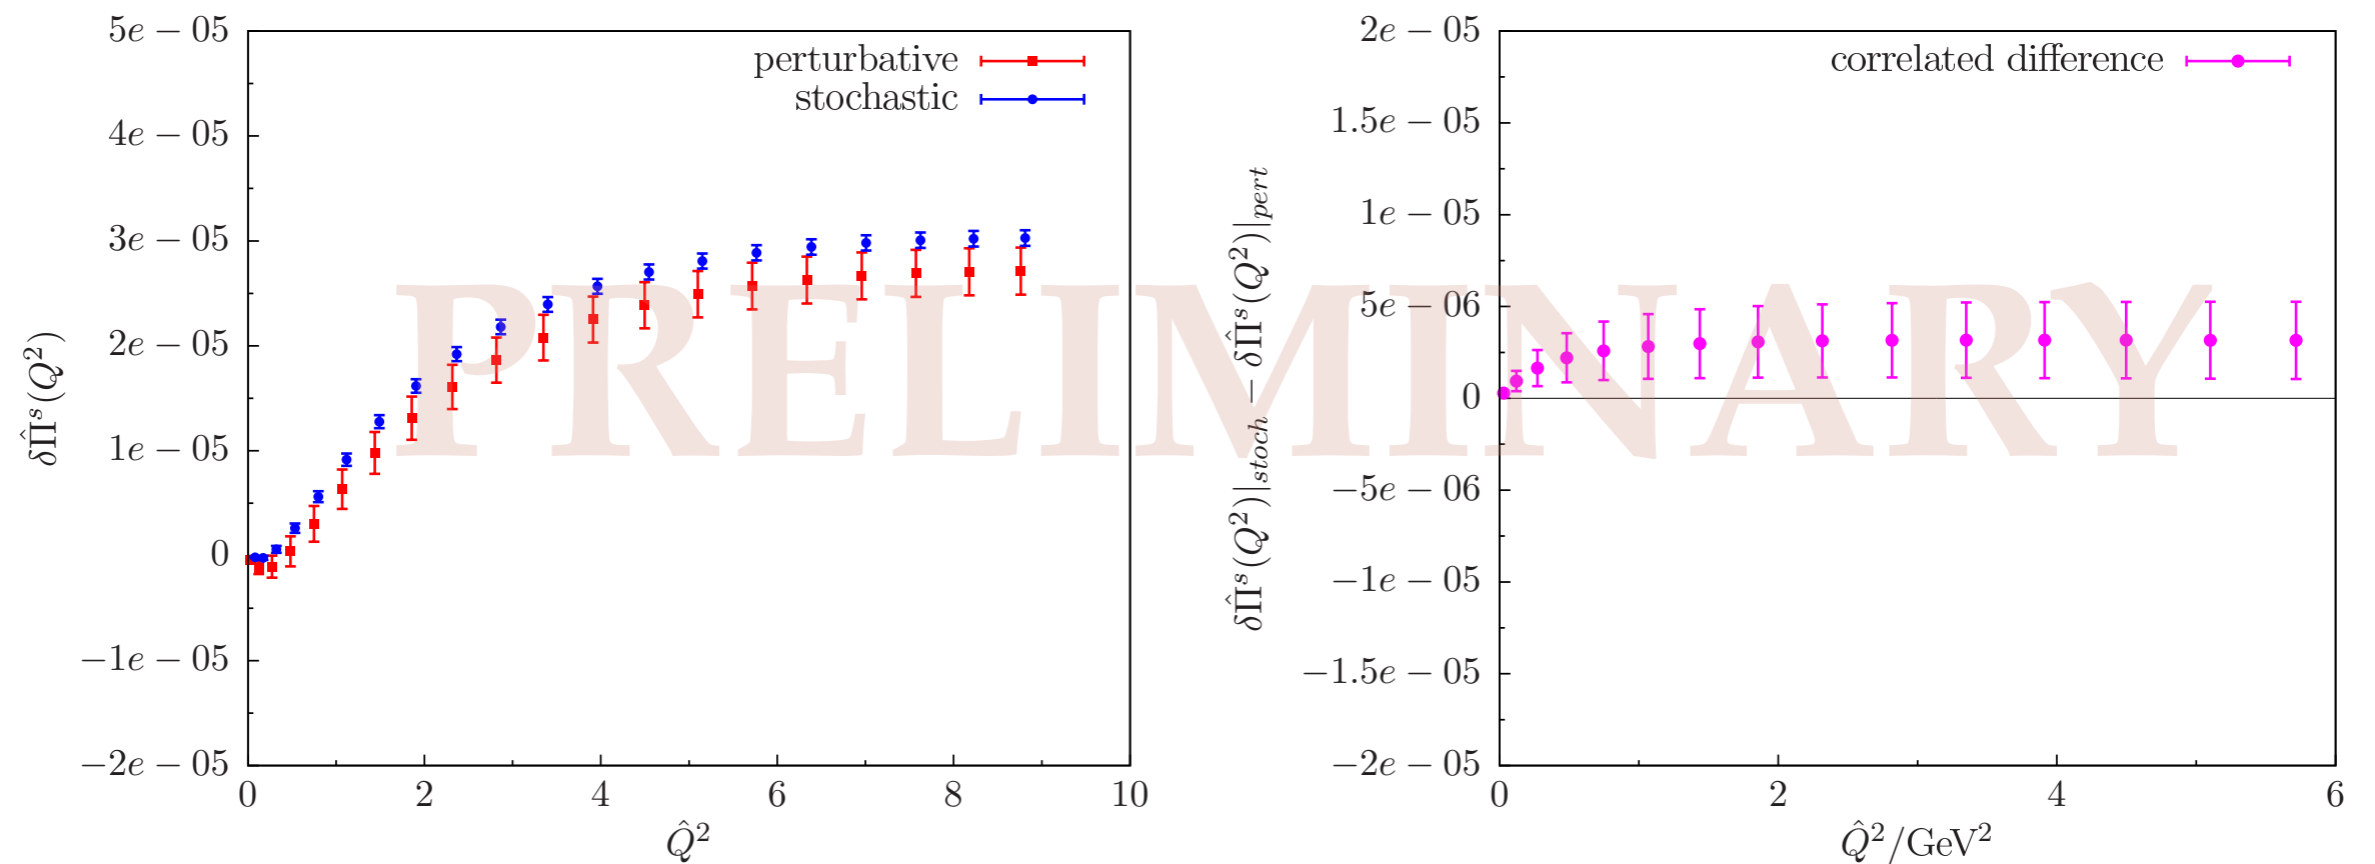 5e − 05
4e − 05
3e − 05
2e − 05
1e − 05
0
−1e − 05
−2e − 05
0 2 4 6 8 10
δΠ̂ˢ(Q²)
Q̂²
perturbative
stochastic
2e − 05
1.5e − 05
1e − 05
5e − 06
0
−5e − 06
−1e − 05
−1.5e − 05
−2e − 05
0 2 4 6
δΠ̂ˢ(Q²)|stoch − δΠ̂ˢ(Q²)|pert
Q̂²/GeV²
correlated difference
PRELIMINARY